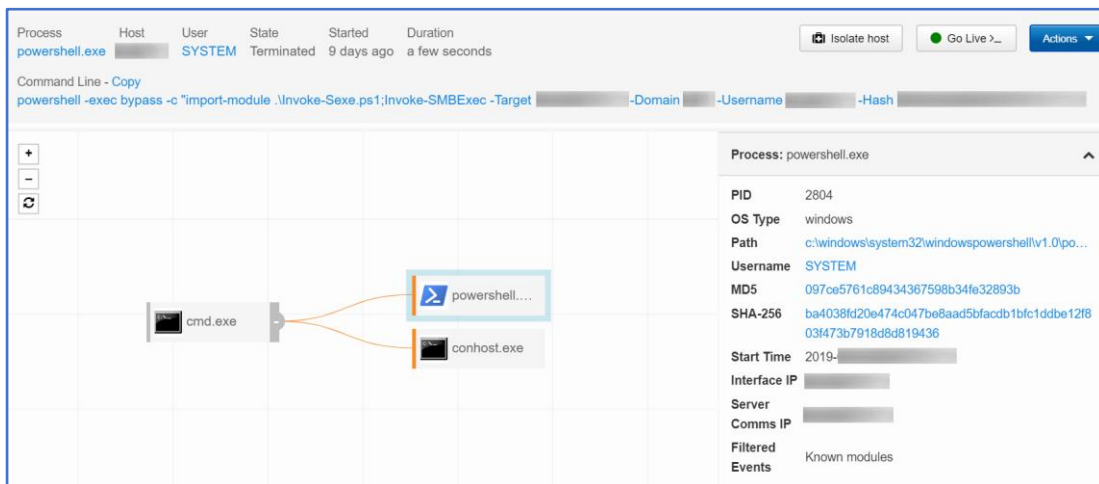 Process Host User State Started Duration
powershell.exe SYSTEM Terminated 9 days ago a few seconds
Isolate host Go Live >_ Actions
Command Line - Copy
powershell -exec bypass -c "import-module .\Invoke-Sexe.ps1;Invoke-SMBExec -Target -Domain -Username -Hash
+
-
cmd.exe
-
powershell....
conhost.exe
Process: powershell.exe
PID 2804
OS Type windows
Path c:\windows\system32\windowspowershell\v1.0\po...
Username SYSTEM
MD5 097ce5761c89434367598b34fe32893b
SHA-256 ba4038fd20e474c047be8aad5bfacdb1bfc1ddbe12f8
03f473b7918d8d819436
Start Time 2019-
Interface IP
Server
Comms IP
Filtered
Events Known modules